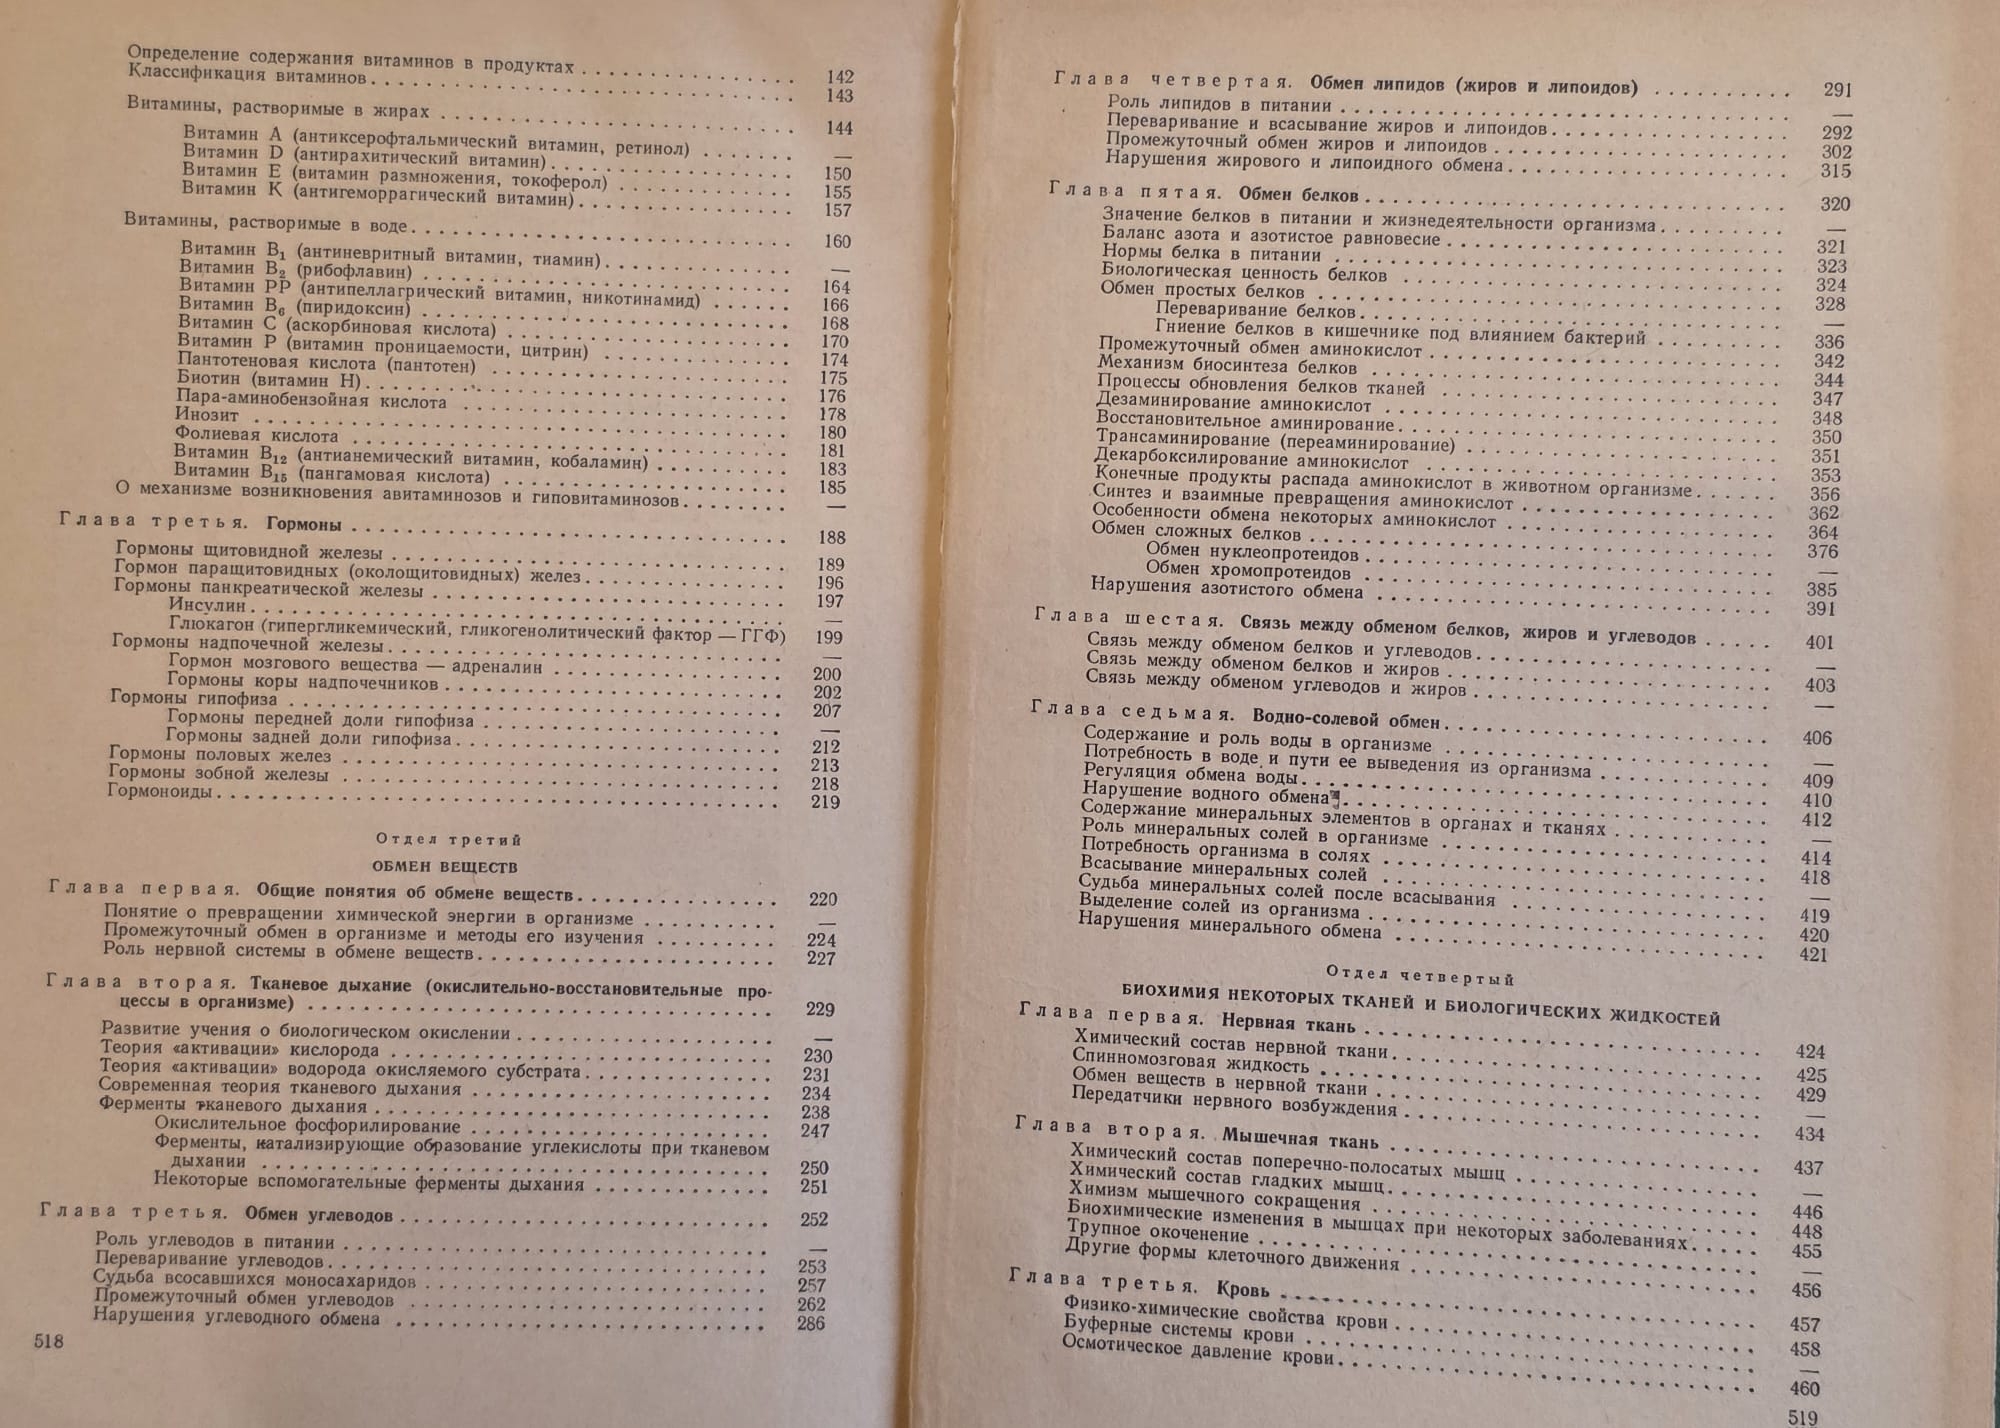 Определение содержания витаминов в продуктах . . . . . . . . . . 142
Классификация витаминов . . . . . . . . . . 143
Витамины, растворимые в жирах . . . . . . . . . . 144
Витамин А (антиксерофтальмический витамин, ретинол) . . . . . . —
Витамин D (антирахитический витамин) . . . . . . . . . . 150
Витамин Е (витамин размножения, токоферол) . . . . . . . . . . 155
Витамин К (антигеморрагический витамин) . . . . . . . . . . 157
Витамины, растворимые в воде . . . . . . . . . . 160
Витамин B₁ (антиневритный витамин, тиамин) . . . . . . . . . . —
Витамин B₂ (рибофлавин) . . . . . . . . . . 164
Витамин РР (антипеллагрический витамин, никотинамид) . . . . . . 166
Витамин B₆ (пиридоксин) . . . . . . . . . . 168
Витамин С (аскорбиновая кислота) . . . . . . . . . . 170
Витамин Р (витамин проницаемости, цитрин) . . . . . . . . . . 174
Пантотеновая кислота (пантотен) . . . . . . . . . . 175
Биотин (витамин Н) . . . . . . . . . . 176
Пара-аминобензойная кислота . . . . . . . . . . 178
Инозит . . . . . . . . . . 180
Фолиевая кислота . . . . . . . . . . 181
Витамин B₁₂ (антианемический витамин, кобаламин) . . . . . . . . 183
Витамин B₁₅ (пангамовая кислота) . . . . . . . . . . 185
О механизме возникновения авитаминозов и гиповитаминозов . . . . . . . . —
Глава третья. Гормоны . . . . . . . . . . 188
Гормоны щитовидной железы . . . . . . . . . . 189
Гормон паращитовидных (околощитовидных) желез . . . . . . . . . . 196
Гормоны панкреатической железы . . . . . . . . . . 197
Инсулин . . . . . . . . . . —
Глюкагон (гипергликемический, гликогенолитический фактор — ГГФ) 199
Гормоны надпочечной железы . . . . . . . . . . —
Гормон мозгового вещества — адреналин . . . . . . . . . . 200
Гормоны коры надпочечников . . . . . . . . . . 202
Гормоны гипофиза . . . . . . . . . . 207
Гормоны передней доли гипофиза . . . . . . . . . . —
Гормоны задней доли гипофиза . . . . . . . . . . 212
Гормоны половых желез . . . . . . . . . . 213
Гормоны зобной железы . . . . . . . . . . 218
Гормоноиды . . . . . . . . . . 219
Отдел третий
ОБМЕН ВЕЩЕСТВ
Глава первая. Общие понятия об обмене веществ . . . . . . . . . . 220
Понятие о превращении химической энергии в организме . . . . . . . . —
Промежуточный обмен в организме и методы его изучения . . . . . . . . 224
Роль нервной системы в обмене веществ . . . . . . . . . . 227
Глава вторая. Тканевое дыхание (окислительно-восстановительные про-
цессы в организме) . . . . . . . . . . 229
Развитие учения о биологическом окислении . . . . . . . . . . —
Теория «активации» кислорода . . . . . . . . . . 230
Теория «активации» водорода окисляемого субстрата . . . . . . . . . . 231
Современная теория тканевого дыхания . . . . . . . . . . 234
Ферменты тканевого дыхания . . . . . . . . . . 238
Окислительное фосфорилирование . . . . . . . . . . 247
Ферменты, катализирующие образование углекислоты при тканевом
дыхании . . . . . . . . . . 250
Некоторые вспомогательные ферменты дыхания . . . . . . . . . . 251
Глава третья. Обмен углеводов . . . . . . . . . . 252
Роль углеводов в питании . . . . . . . . . . —
Переваривание углеводов . . . . . . . . . . 253
Судьба всосавшихся моносахаридов . . . . . . . . . . 257
Промежуточный обмен углеводов . . . . . . . . . . 262
Нарушения углеводного обмена . . . . . . . . . . 286
518
Глава четвертая. Обмен липидов (жиров и липоидов) . . . . . . . . . . 291
Роль липидов в питании . . . . . . . . . . —
Переваривание и всасывание жиров и липоидов . . . . . . . . . . 292
Промежуточный обмен жиров и липоидов . . . . . . . . . . 302
Нарушения жирового и липоидного обмена . . . . . . . . . . 315
Глава пятая. Обмен белков . . . . . . . . . . 320
Значение белков в питании и жизнедеятельности организма . . . . . . . . —
Баланс азота и азотистое равновесие . . . . . . . . . . 321
Нормы белка в питании . . . . . . . . . . 323
Биологическая ценность белков . . . . . . . . . . 324
Обмен простых белков . . . . . . . . . . 328
Переваривание белков . . . . . . . . . . —
Гниение белков в кишечнике под влиянием бактерий . . . . . . . . 336
Промежуточный обмен аминокислот . . . . . . . . . . 342
Механизм биосинтеза белков . . . . . . . . . . 344
Процессы обновления белков тканей . . . . . . . . . . 347
Дезаминирование аминокислот . . . . . . . . . . 348
Восстановительное аминирование . . . . . . . . . . 350
Трансаминирование (переаминирование) . . . . . . . . . . 351
Декарбоксилирование аминокислот . . . . . . . . . . 353
Конечные продукты распада аминокислот в животном организме . . . . . . 356
Синтез и взаимные превращения аминокислот . . . . . . . . . . 362
Особенности обмена некоторых аминокислот . . . . . . . . . . 364
Обмен сложных белков . . . . . . . . . . 376
Обмен нуклеопротеидов . . . . . . . . . . —
Обмен хромопротеидов . . . . . . . . . . 385
Нарушения азотистого обмена . . . . . . . . . . 391
Глава шестая. Связь между обменом белков, жиров и углеводов . . . . . 401
Связь между обменом белков и углеводов . . . . . . . . . . —
Связь между обменом белков и жиров . . . . . . . . . . 403
Связь между обменом углеводов и жиров . . . . . . . . . . —
Глава седьмая. Водно-солевой обмен . . . . . . . . . . 406
Содержание и роль воды в организме . . . . . . . . . . —
Потребность в воде и пути ее выведения из организма . . . . . . . . . . 409
Регуляция обмена воды . . . . . . . . . . 410
Нарушение водного обмена . . . . . . . . . . 412
Содержание минеральных элементов в органах и тканях . . . . . . . . . . —
Роль минеральных солей в организме . . . . . . . . . . 414
Потребность организма в солях . . . . . . . . . . 418
Всасывание минеральных солей . . . . . . . . . . —
Судьба минеральных солей после всасывания . . . . . . . . . . 419
Выделение солей из организма . . . . . . . . . . 420
Нарушения минерального обмена . . . . . . . . . . 421
Отдел четвертый
БИОХИМИЯ НЕКОТОРЫХ ТКАНЕЙ И БИОЛОГИЧЕСКИХ ЖИДКОСТЕЙ
Глава первая. Нервная ткань . . . . . . . . . . 424
Химический состав нервной ткани . . . . . . . . . . 425
Спинномозговая жидкость . . . . . . . . . . 429
Обмен веществ в нервной ткани . . . . . . . . . . —
Передатчики нервного возбуждения . . . . . . . . . . 434
Глава вторая. Мышечная ткань . . . . . . . . . . 437
Химический состав поперечно-полосатых мышц . . . . . . . . . . —
Химический состав гладких мышц . . . . . . . . . . 446
Химизм мышечного сокращения . . . . . . . . . . 448
Биохимические изменения в мышцах при некоторых заболеваниях . . . . . 455
Трупное окоченение . . . . . . . . . . —
Другие формы клеточного движения . . . . . . . . . . 456
Глава третья. Кровь . . . . . . . . . . 457
Физико-химические свойства крови . . . . . . . . . . 458
Буферные системы крови . . . . . . . . . . —
Осмотическое давление крови . . . . . . . . . . 460
519